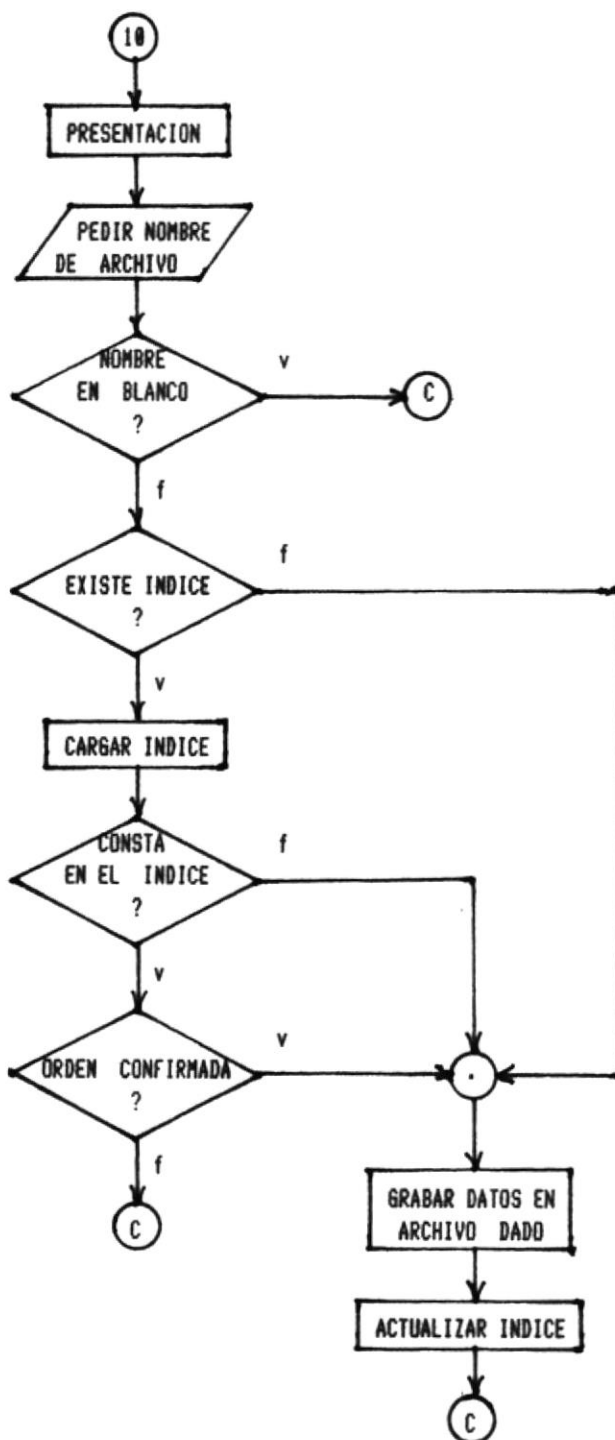 10
PRESENTACION
PEDIR NOMBRE
DE ARCHIVO
NOMBRE
EN BLANCO
?
v
C
f
EXISTE INDICE
?
f
v
CARGAR INDICE
CONSTA
EN EL INDICE
?
f
v
ORDEN CONFIRMADA
?
v
.
f
C
GRABAR DATOS EN
ARCHIVO DADO
ACTUALIZAR INDICE
C